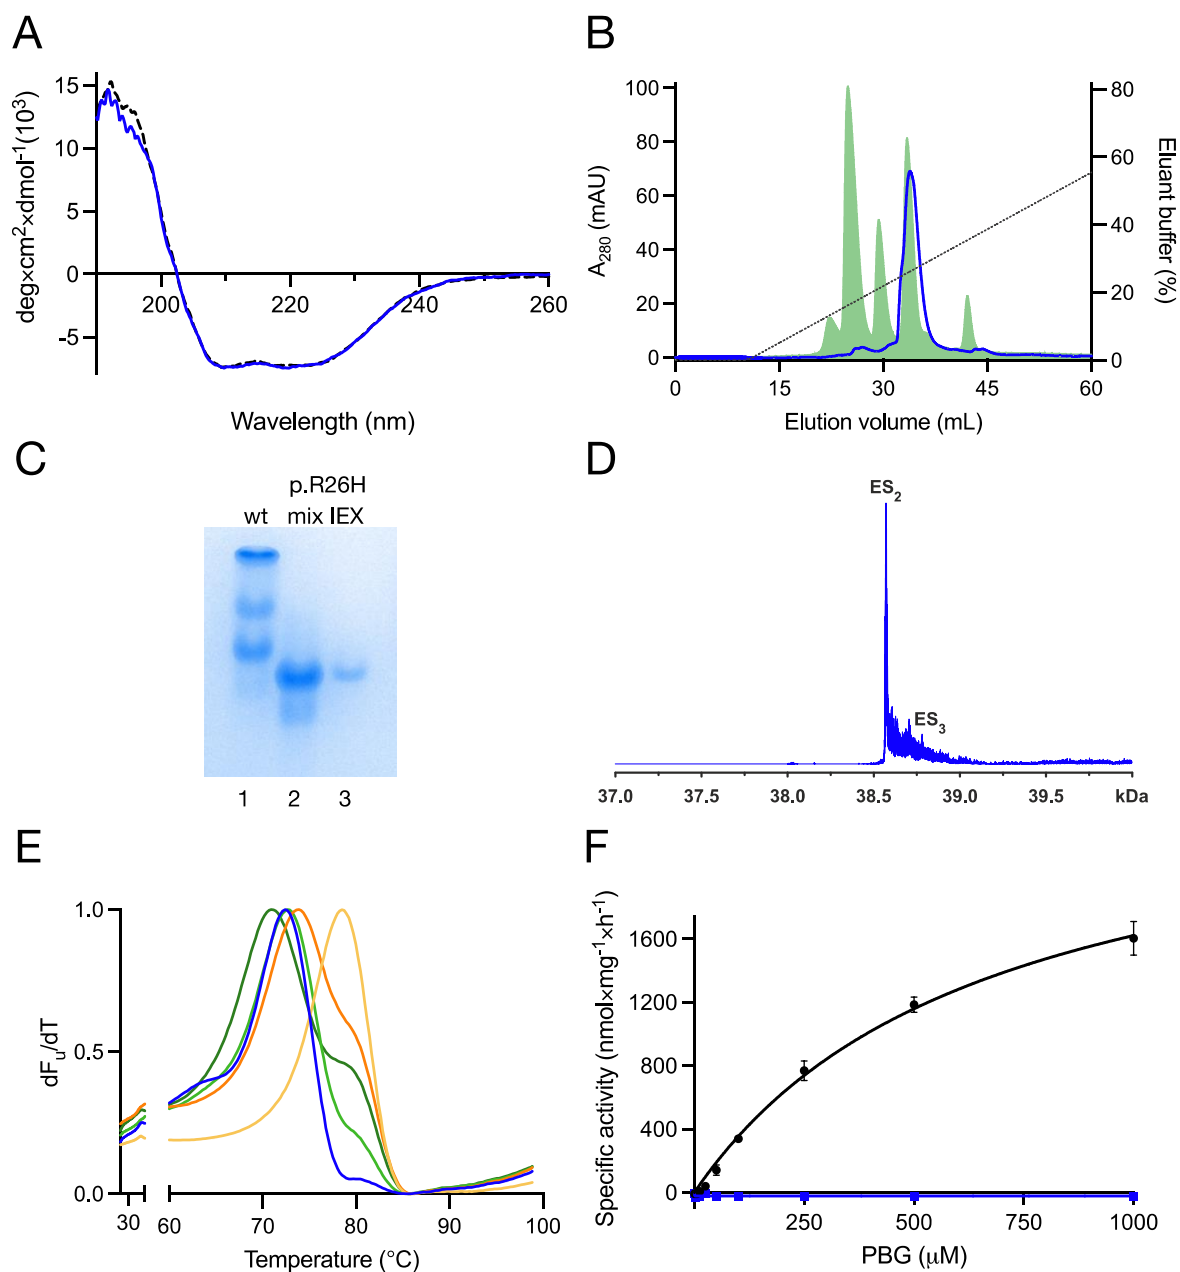 A
deg×cm²×dmol⁻¹(10³)
15
10
5
0
−5
200
220
240
260
Wavelength (nm)
B
A₂₈₀ (mAU)
100
80
60
40
20
0
0
15
30
45
60
Elution volume (mL)
80
60
40
20
0
Eluant buffer (%)
C
p.R26H
wt mix IEX
1 2 3
D
ES₂
ES₃
37.0 37.5 38.0 38.5 39.0 39.5 kDa
E
dFᵤ/dT
1.0
0.5
0.0
30 60 70 80 90 100
Temperature (°C)
F
Specific activity (nmol×mg⁻¹×h⁻¹)
1600
1200
800
400
0
250 500 750 1000
PBG (μM)